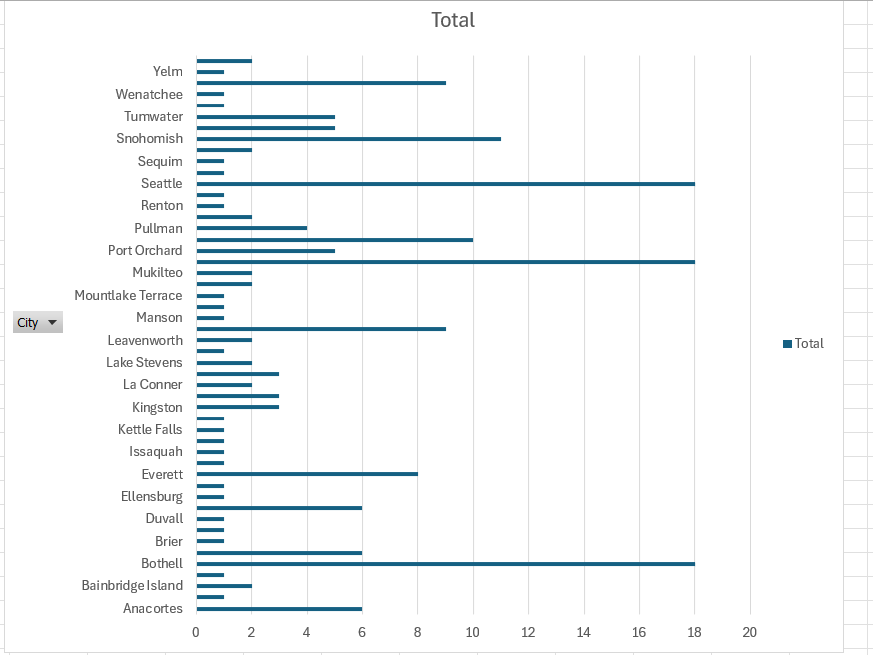 Total
Yelm
Wenatchee
Tumwater
Snohomish
Sequim
Seattle
Renton
Pullman
Port Orchard
Mukilteo
Mountlake Terrace
Manson
City
Leavenworth
Total
Lake Stevens
La Conner
Kingston
Kettle Falls
Issaquah
Everett
Ellensburg
Duvall
Brier
Bothell
Bainbridge Island
Anacortes
0 2 4 6 8 10 12 14 16 18 20